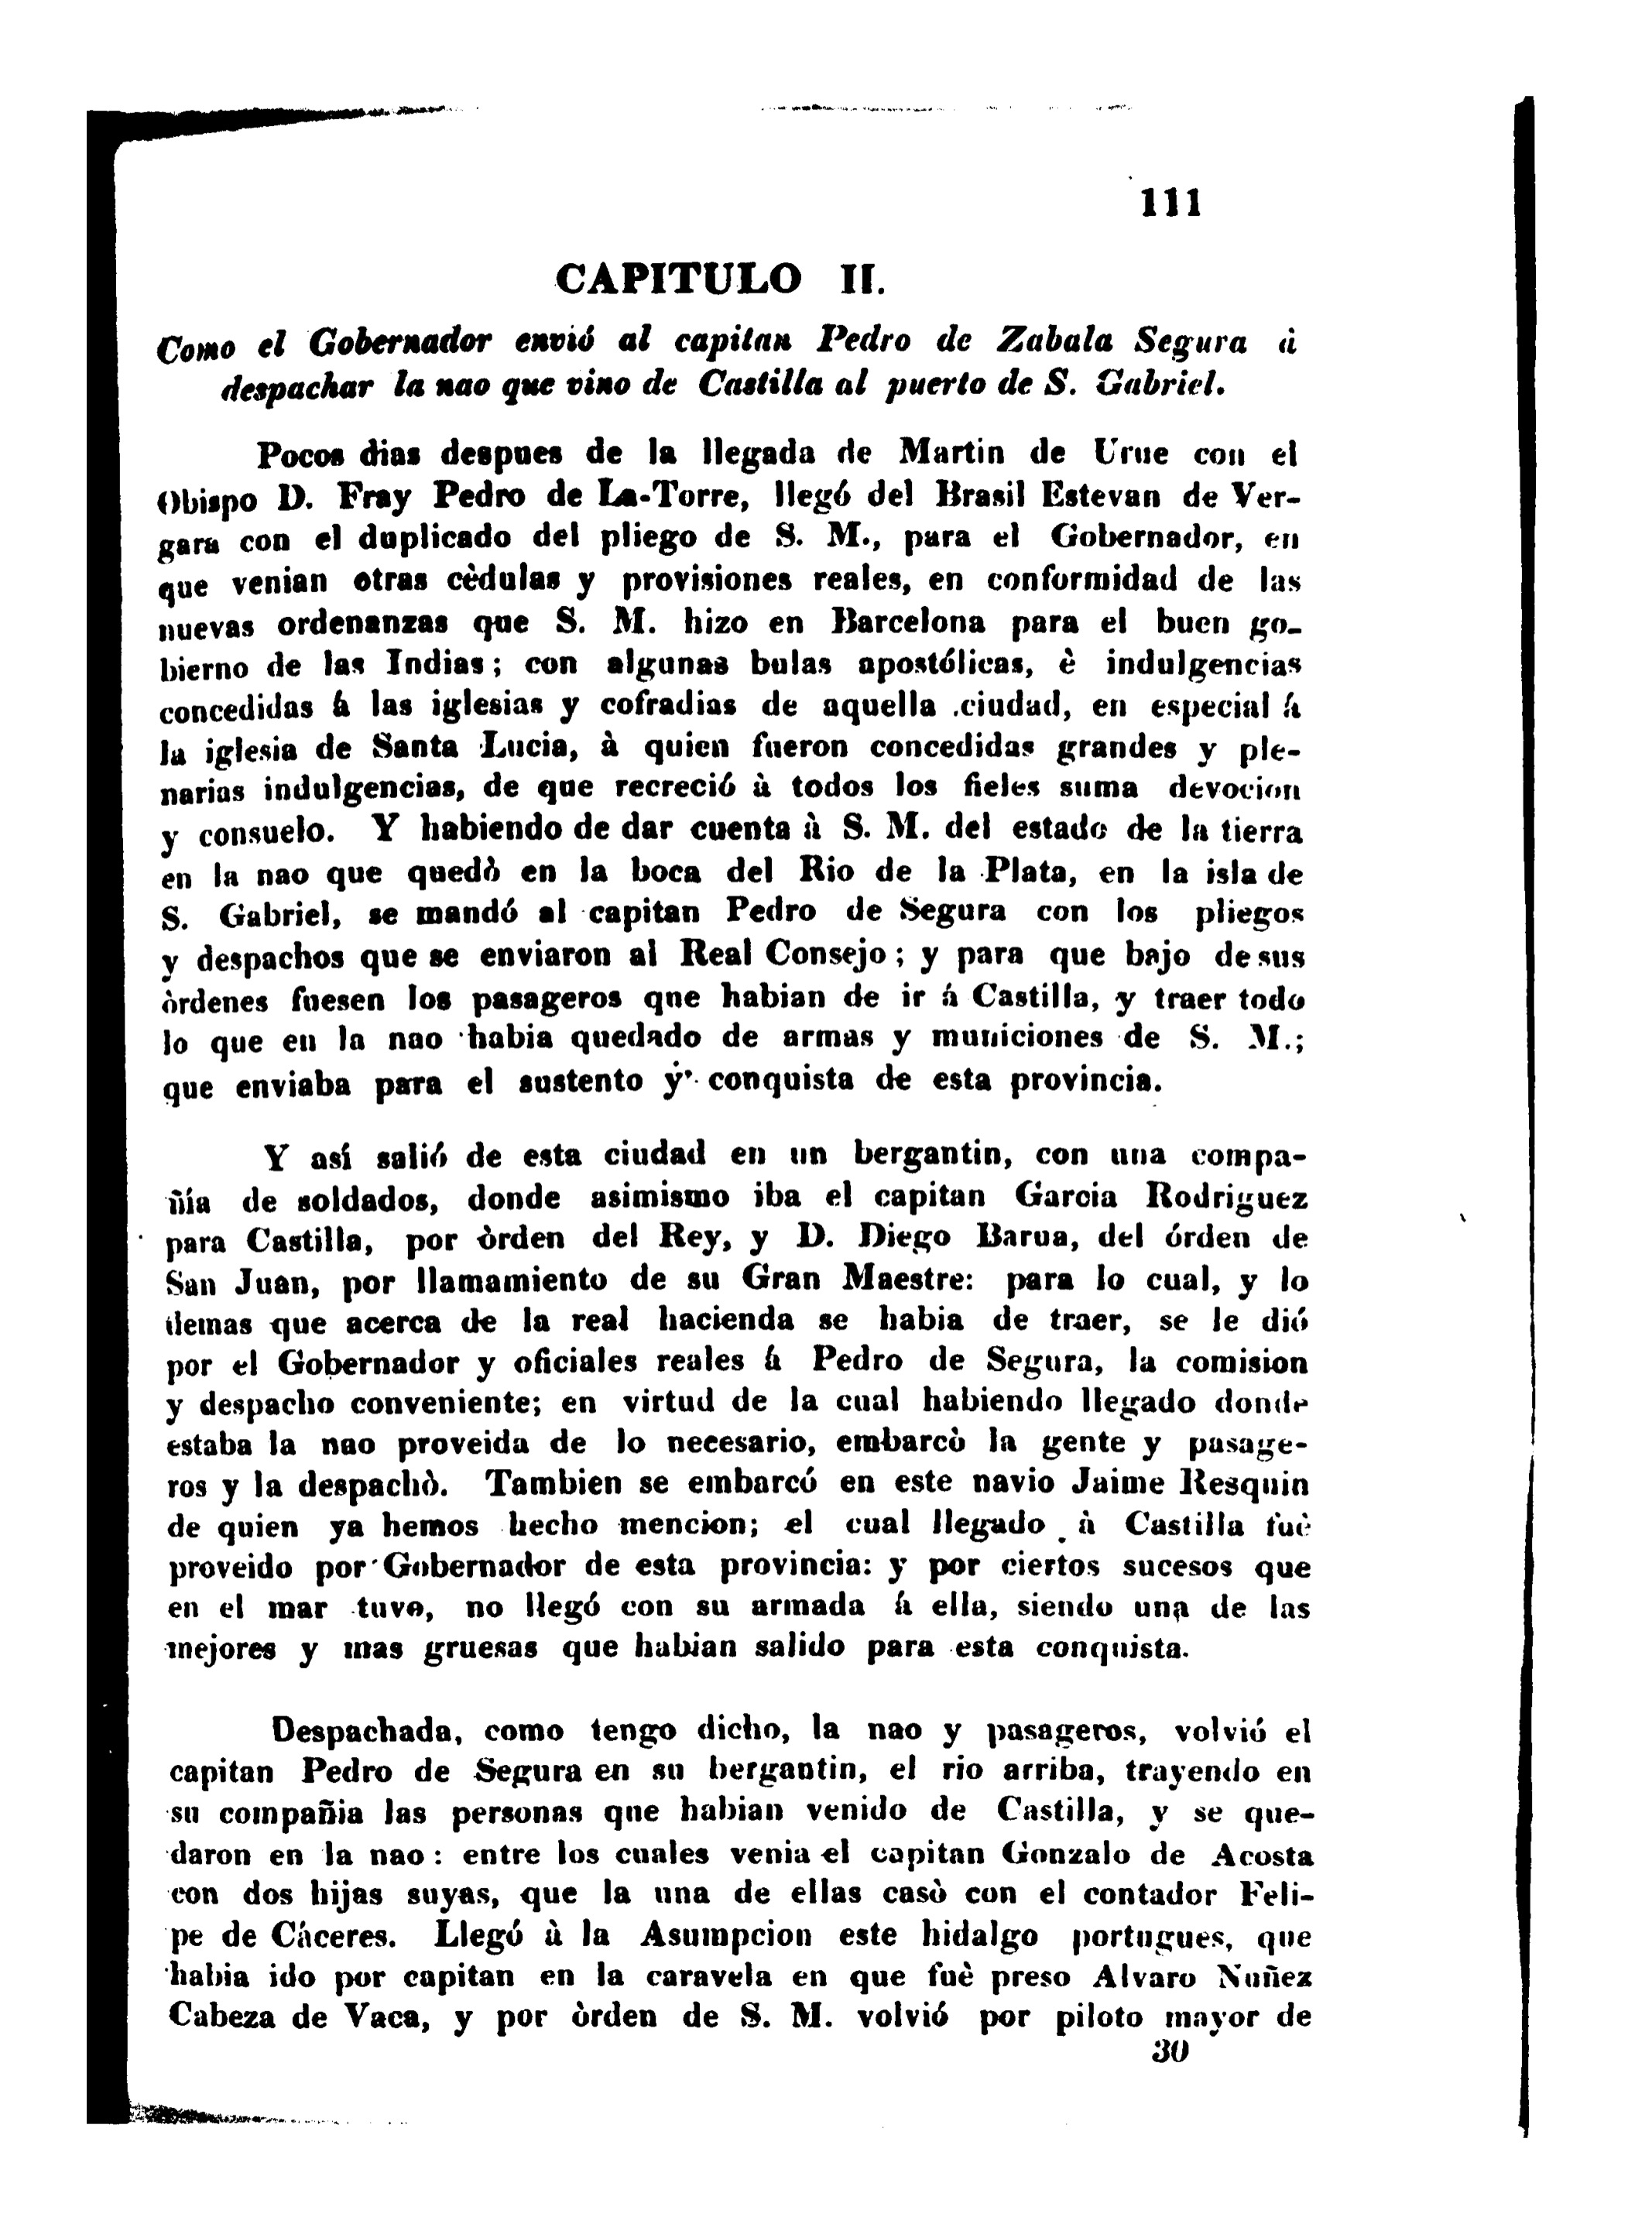 111
CAPITULO II.
Como el Gobernador envió al capitan Pedro de Zabala Segura à
despachar la nao que vino de Castilla al puerto de S. Gabriel.
Pocos dias despues de la llegada de Martin de Urue con el
Obispo D. Fray Pedro de La-Torre, llegó del Brasil Estevan de Ver-
gara con el duplicado del pliego de S. M., para el Gobernador, en
que venian otras cèdulas y provisiones reales, en conformidad de las
nuevas ordenanzas que S. M. hizo en Barcelona para el buen go-
bierno de las Indias; con algunas bulas apostólicas, è indulgencias
concedidas á las iglesias y cofradias de aquella ciudad, en especial á
la iglesia de Santa Lucia, à quien fueron concedidas grandes y ple-
narias indulgencias, de que recreció à todos los fieles suma devocion
y consuelo. Y habiendo de dar cuenta à S. M. del estado de la tierra
en la nao que quedò en la boca del Rio de la Plata, en la isla de
S. Gabriel, se mandó al capitan Pedro de Segura con los pliegos
y despachos que se enviaron al Real Consejo; y para que bajo de sus
òrdenes fuesen los pasageros qne habian de ir á Castilla, y traer todo
lo que en la nao habia quedado de armas y municiones de S. M.;
que enviaba para el sustento y conquista de esta provincia.
Y así salió de esta ciudad en un bergantin, con una compa-
ñía de soldados, donde asimismo iba el capitan Garcia Rodriguez
para Castilla, por òrden del Rey, y D. Diego Barua, del órden de
San Juan, por llamamiento de su Gran Maestre: para lo cual, y lo
demas que acerca de la real hacienda se habia de traer, se le dió
por el Gobernador y oficiales reales á Pedro de Segura, la comision
y despacho conveniente; en virtud de la cual habiendo llegado donde
estaba la nao proveida de lo necesario, embarcò la gente y pasage-
ros y la despachò. Tambien se embarcó en este navio Jaime Resquin
de quien ya hemos hecho mencion; el cual llegado à Castilla fuè
proveido por Gobernador de esta provincia: y por ciertos sucesos que
en el mar tuvo, no llegó con su armada á ella, siendo una de las
mejores y mas gruesas que habian salido para esta conquista.
Despachada, como tengo dicho, la nao y pasageros, volvió el
capitan Pedro de Segura en su bergantin, el rio arriba, trayendo en
su compañia las personas qne habian venido de Castilla, y se que-
daron en la nao: entre los cuales venia el capitan Gonzalo de Acosta
con dos hijas suyas, que la una de ellas casò con el contador Feli-
pe de Cáceres. Llegó à la Asumpcion este hidalgo portugues, que
habia ido por capitan en la caravela en que fuè preso Alvaro Nuñez
Cabeza de Vaca, y por òrden de S. M. volvió por piloto mayor de
30